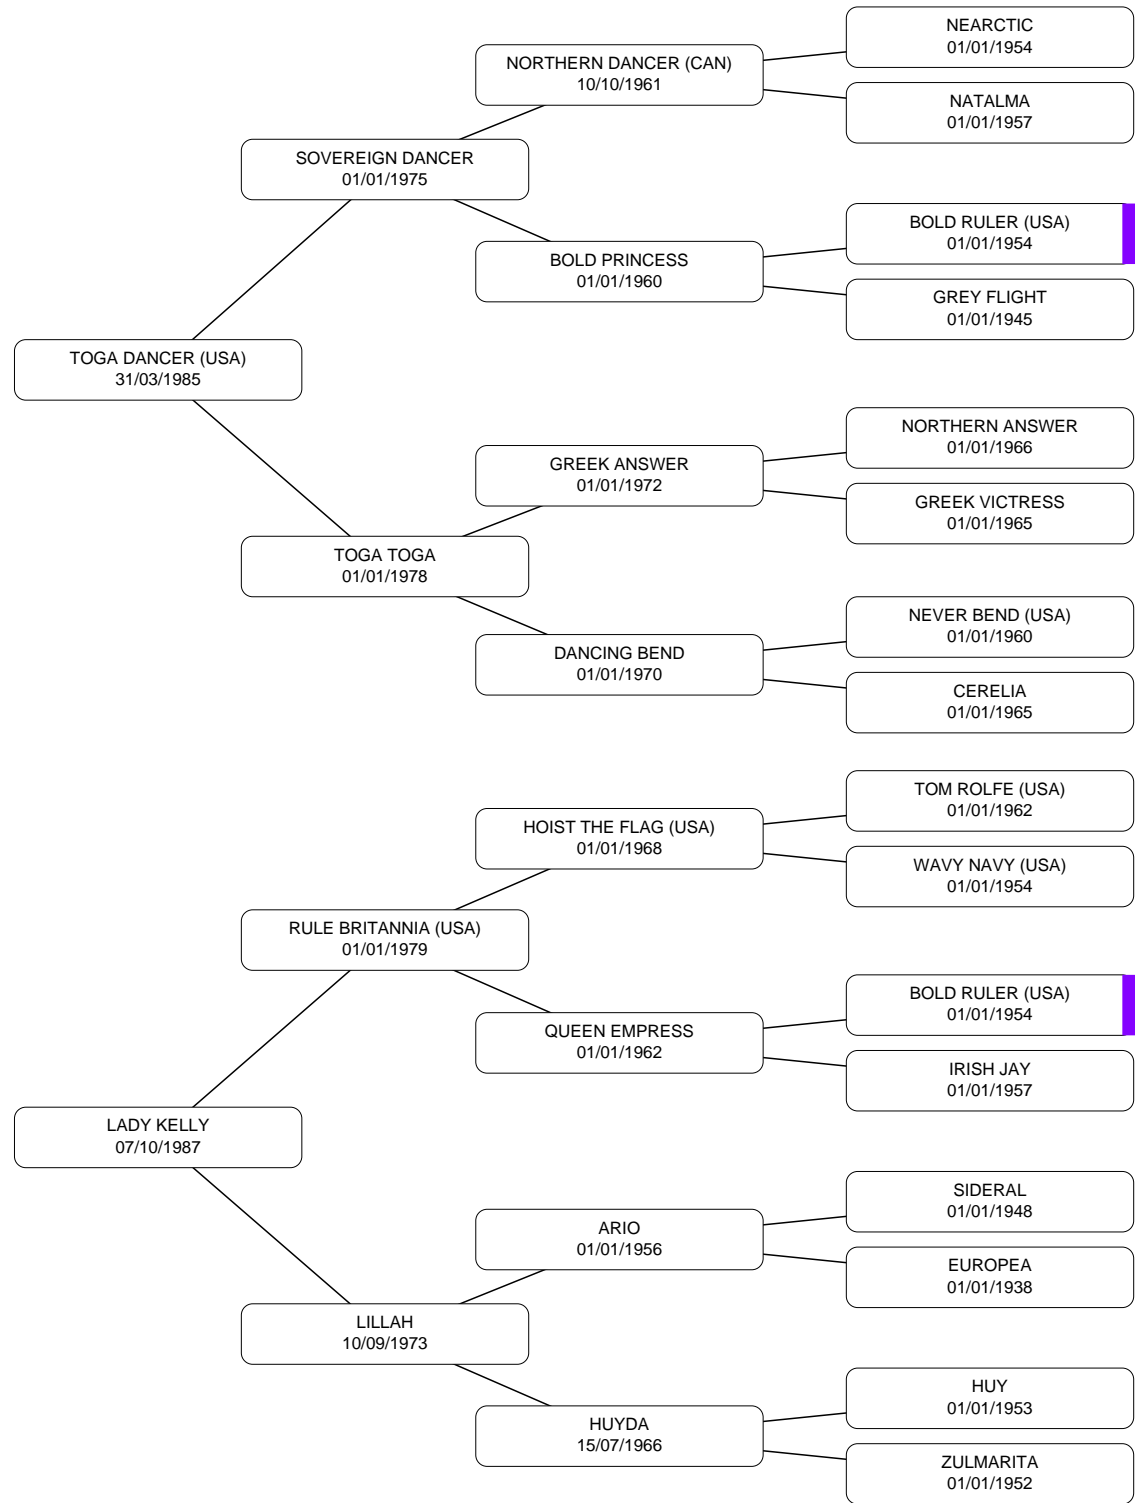 NEARCTIC
01/01/1954
NORTHERN DANCER (CAN)
10/10/1961
NATALMA
01/01/1957
SOVEREIGN DANCER
01/01/1975
BOLD RULER (USA)
01/01/1954
BOLD PRINCESS
01/01/1960
GREY FLIGHT
01/01/1945
TOGA DANCER (USA)
31/03/1985
NORTHERN ANSWER
01/01/1966
GREEK ANSWER
01/01/1972
GREEK VICTRESS
01/01/1965
TOGA TOGA
01/01/1978
NEVER BEND (USA)
01/01/1960
DANCING BEND
01/01/1970
CERELIA
01/01/1965
TOM ROLFE (USA)
01/01/1962
HOIST THE FLAG (USA)
01/01/1968
WAVY NAVY (USA)
01/01/1954
RULE BRITANNIA (USA)
01/01/1979
BOLD RULER (USA)
01/01/1954
QUEEN EMPRESS
01/01/1962
IRISH JAY
01/01/1957
LADY KELLY
07/10/1987
SIDERAL
01/01/1948
ARIO
01/01/1956
EUROPEA
01/01/1938
LILLAH
10/09/1973
HUY
01/01/1953
HUYDA
15/07/1966
ZULMARITA
01/01/1952